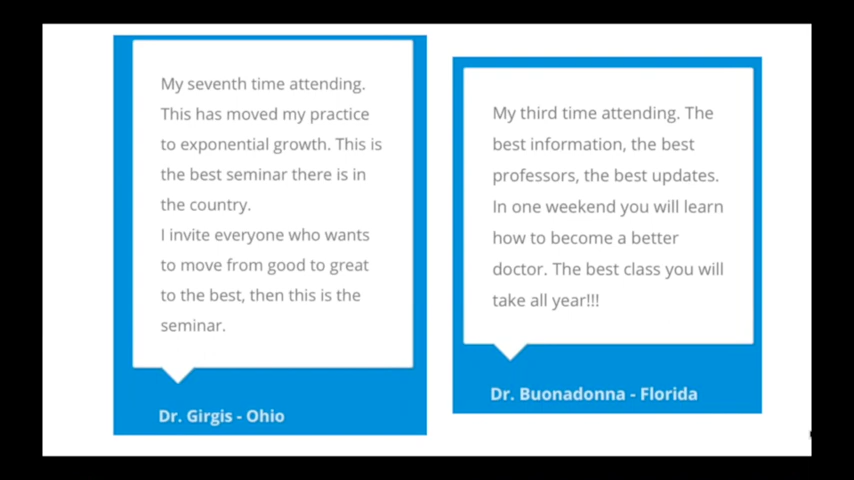 My seventh time attending.
This has moved my practice
to exponential growth. This is
the best seminar there is in
the country.
I invite everyone who wants
to move from good to great
to the best, then this is the
seminar.
Dr. Girgis - Ohio
My third time attending. The
best information, the best
professors, the best updates.
In one weekend you will learn
how to become a better
doctor. The best class you will
take all year!!!
Dr. Buonadonna - Florida